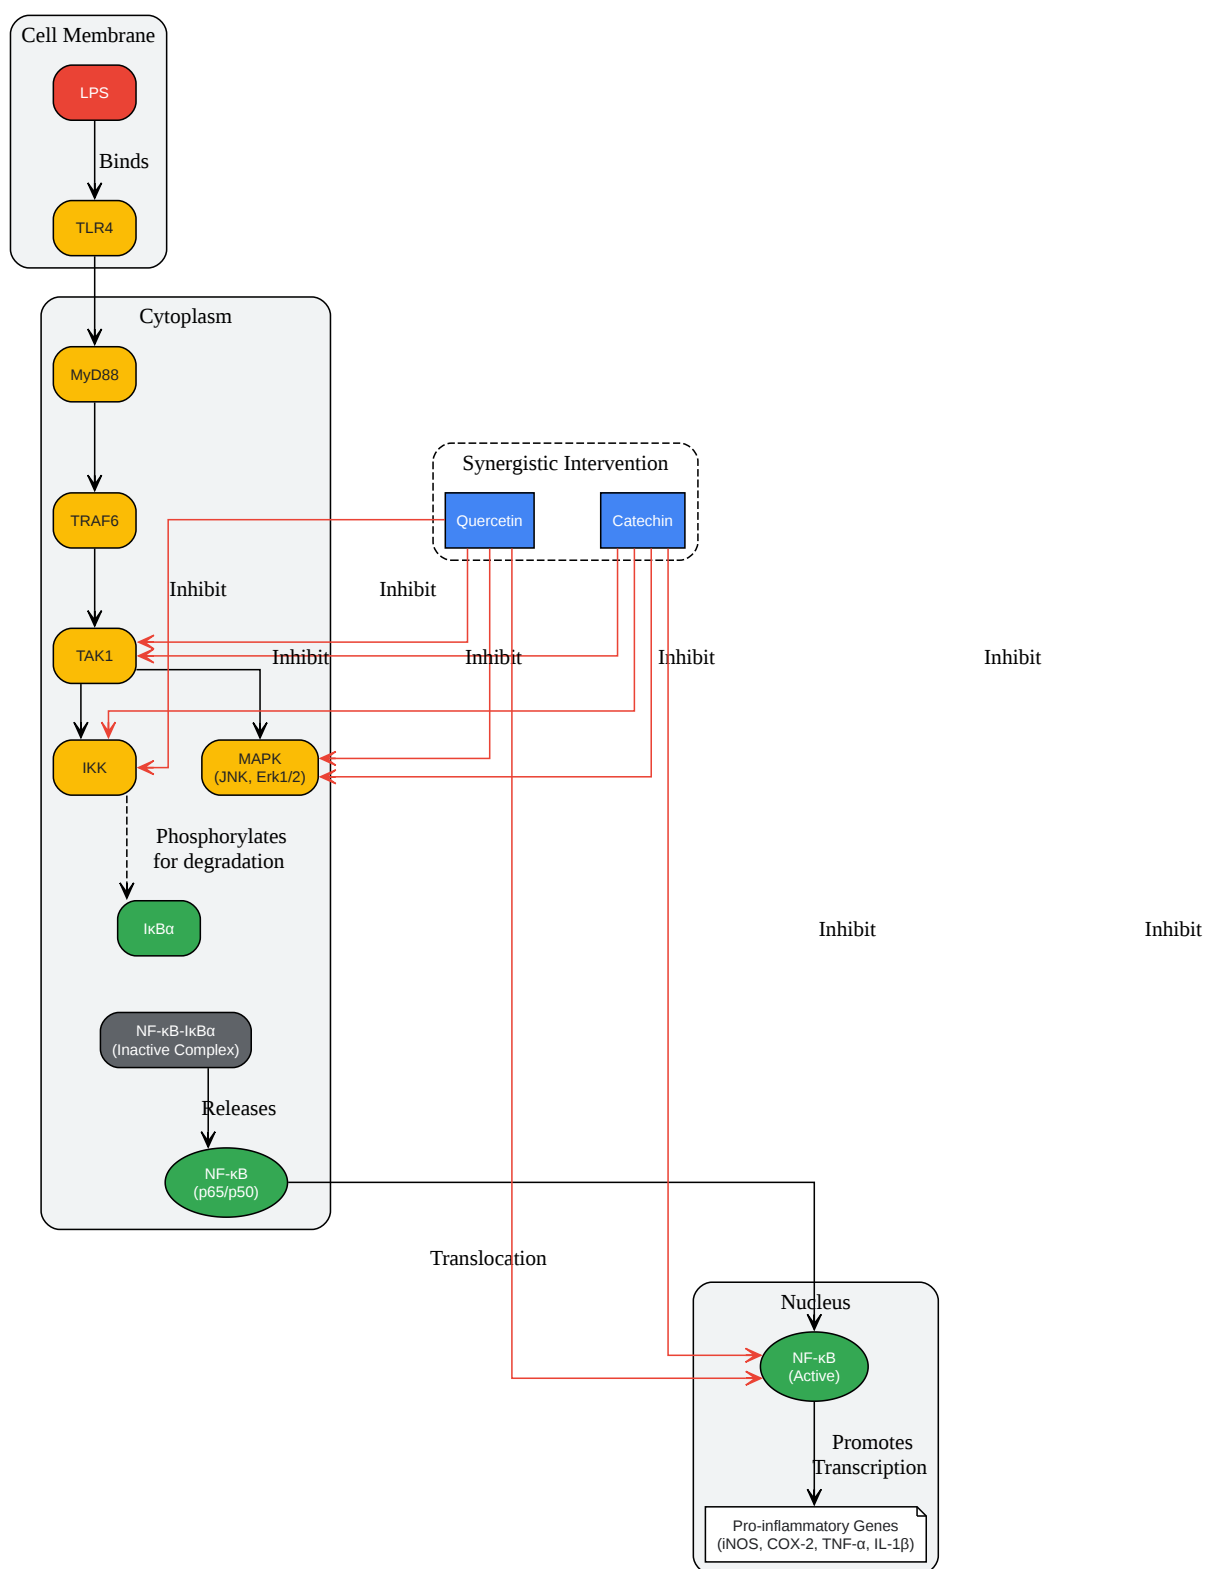 Cell Membrane
LPS
Binds
TLR4
Cytoplasm
MyD88
Synergistic Intervention
TRAF6
Quercetin
Catechin
Inhibit
Inhibit
TAK1
Inhibit
Inhibit
Inhibit
Inhibit
IKK
MAPK
(JNK, Erk1/2)
Phosphorylates
for degradation
IκBα
Inhibit
Inhibit
NF-κB-IκBα
(Inactive Complex)
Releases
NF-κB
(p65/p50)
Translocation
Nucleus
NF-κB
(Active)
Promotes
Transcription
Pro-inflammatory Genes
(iNOS, COX-2, TNF-α, IL-1β)